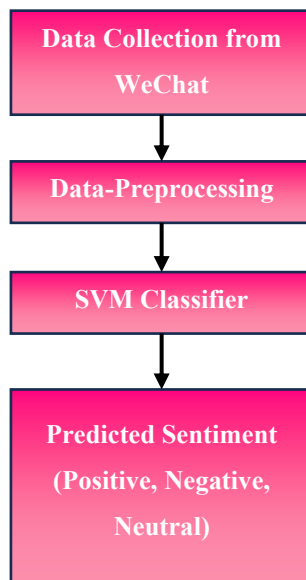 Data Collection from
WeChat
Data-Preprocessing
SVM Classifier
Predicted Sentiment
(Positive, Negative,
Neutral)